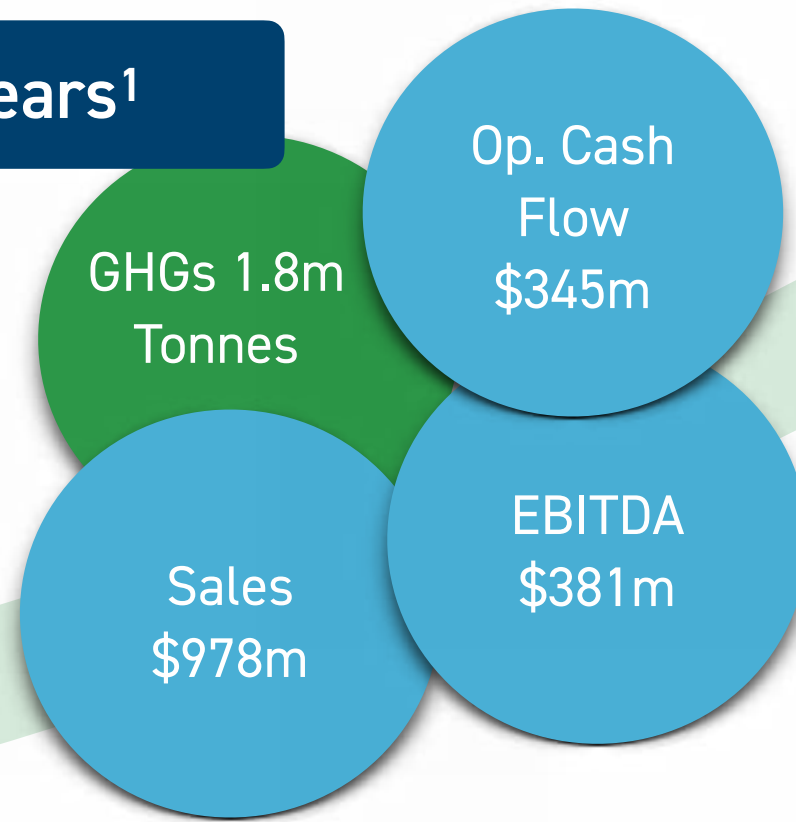 ears¹
Op. Cash
Flow
$345m
GHGs 1.8m
Tonnes
EBITDA
$381m
Sales
$978m